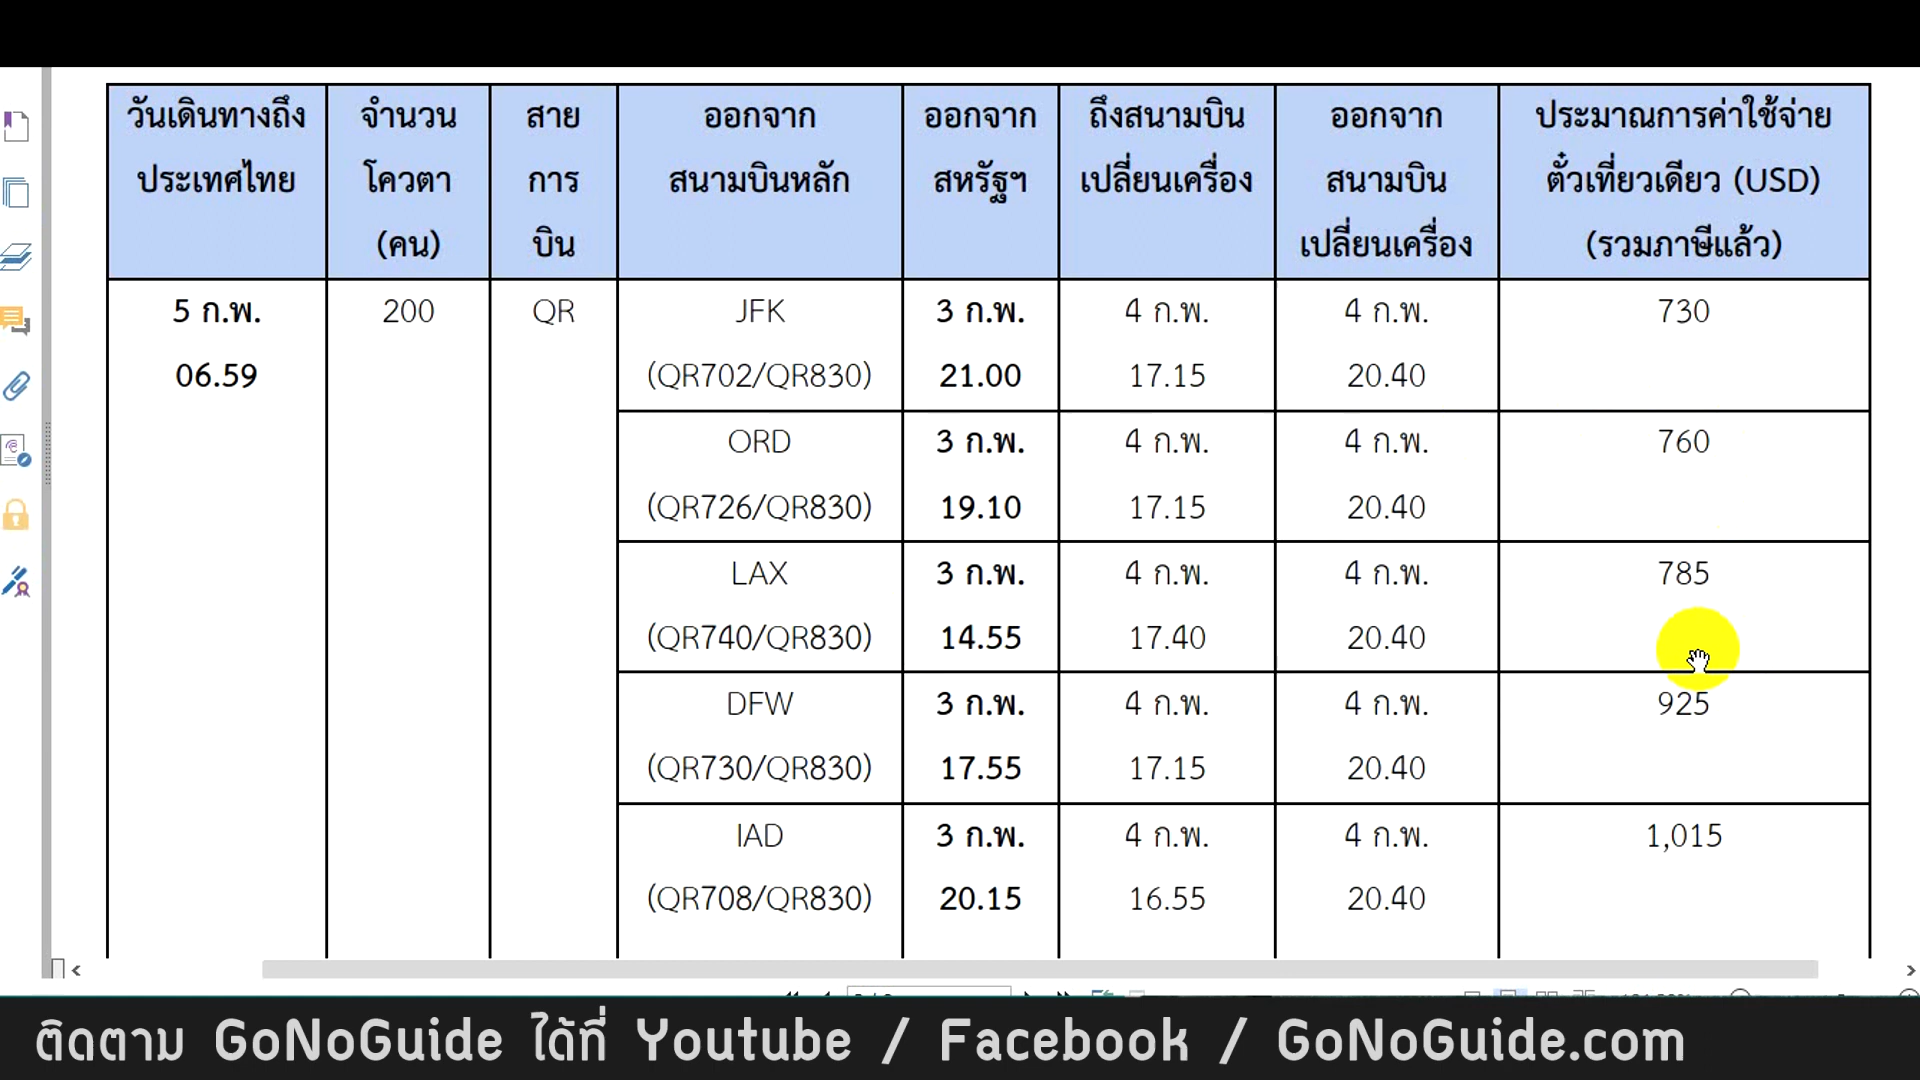 วันเดินทางถึง
ประเทศไทย
จำนวน
โควตา
(คน)
สาย
การ
บิน
ออกจาก
สนามบินหลัก
ออกจาก
สหรัฐฯ
ถึงสนามบิน
เปลี่ยนเครื่อง
ออกจาก
สนามบิน
เปลี่ยนเครื่อง
ประมาณการค่าใช้จ่าย
ตั๋วเที่ยวเดียว (USD)
(รวมภาษีแล้ว)
5 ก.พ.
06.59
200
QR
JFK
(QR702/QR830)
3 ก.พ.
21.00
4 ก.พ.
17.15
4 ก.พ.
20.40
730
ORD
(QR726/QR830)
3 ก.พ.
19.10
4 ก.พ.
17.15
4 ก.พ.
20.40
760
LAX
(QR740/QR830)
3 ก.พ.
14.55
4 ก.พ.
17.40
4 ก.พ.
20.40
785
DFW
(QR730/QR830)
3 ก.พ.
17.55
4 ก.พ.
17.15
4 ก.พ.
20.40
925
IAD
(QR708/QR830)
3 ก.พ.
20.15
4 ก.พ.
16.55
4 ก.พ.
20.40
1,015
ติดตาม GoNoGuide ได้ที่ Youtube / Facebook / GoNoGuide.com